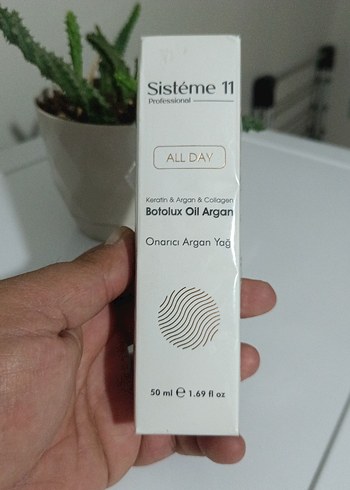 Sistéme 11
Professional
ALL DAY
Keratin & Argan & Collagen
Botolux Oil Argan
Onarıcı Argan Yağ
50 ml ℮ 1.69 fl oz